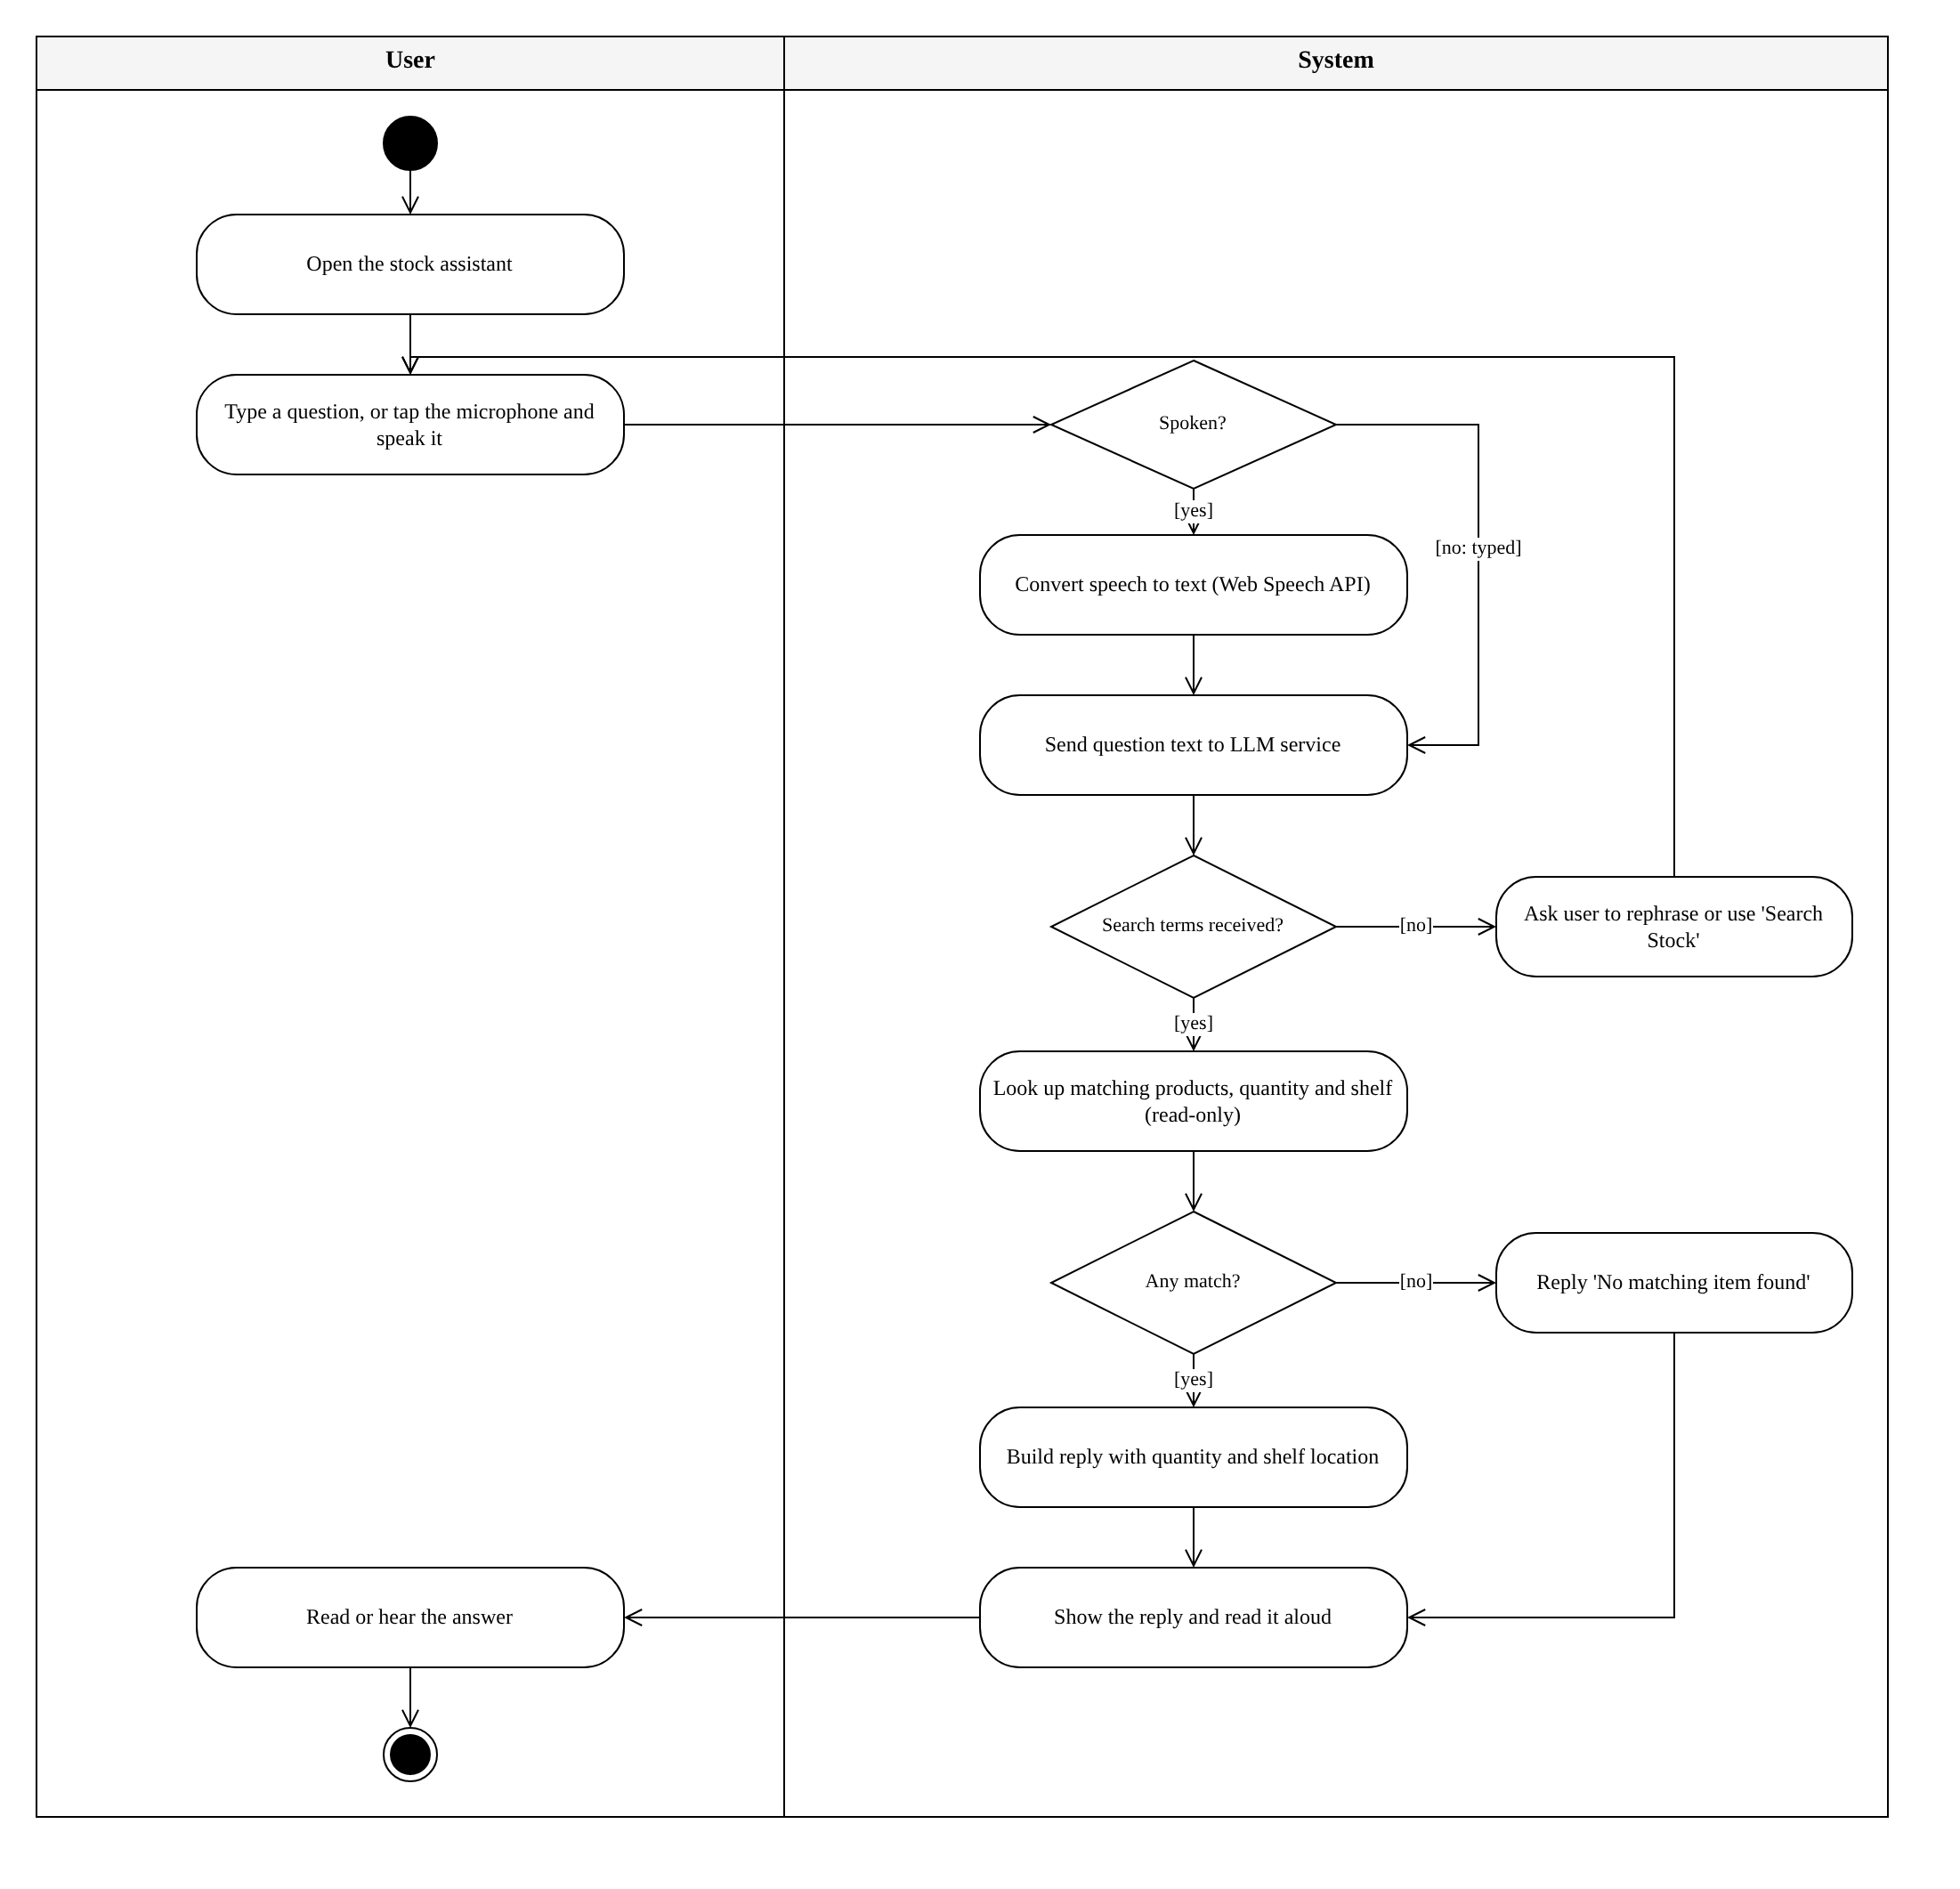 User
System
Open the stock assistant
Type a question, or tap the microphone and
speak it
Spoken?
[yes]
[no: typed]
Convert speech to text (Web Speech API)
Send question text to LLM service
Search terms received?
[no]
Ask user to rephrase or use 'Search
Stock'
[yes]
Look up matching products, quantity and shelf
(read-only)
Any match?
[no]
Reply 'No matching item found'
[yes]
Build reply with quantity and shelf location
Read or hear the answer
Show the reply and read it aloud